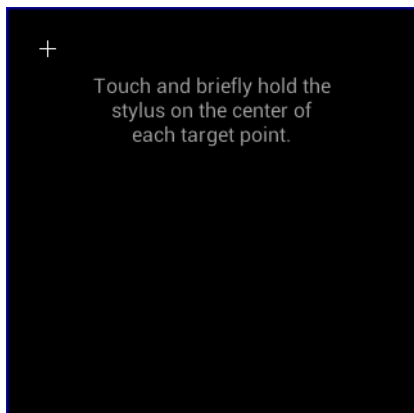 Touch and briefly hold the
stylus on the center of
each target point.